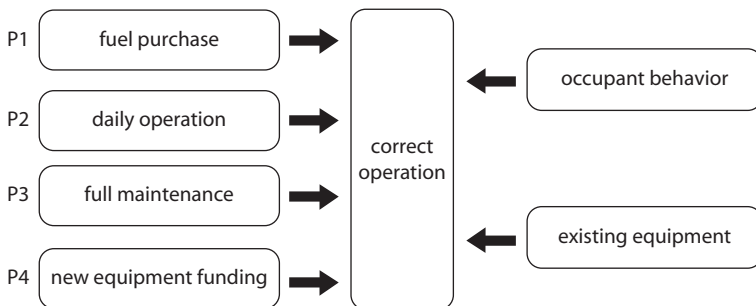 P1 fuel purchase
occupant behavior
P2 daily operation
correct
operation
P3 full maintenance
existing equipment
P4 new equipment funding